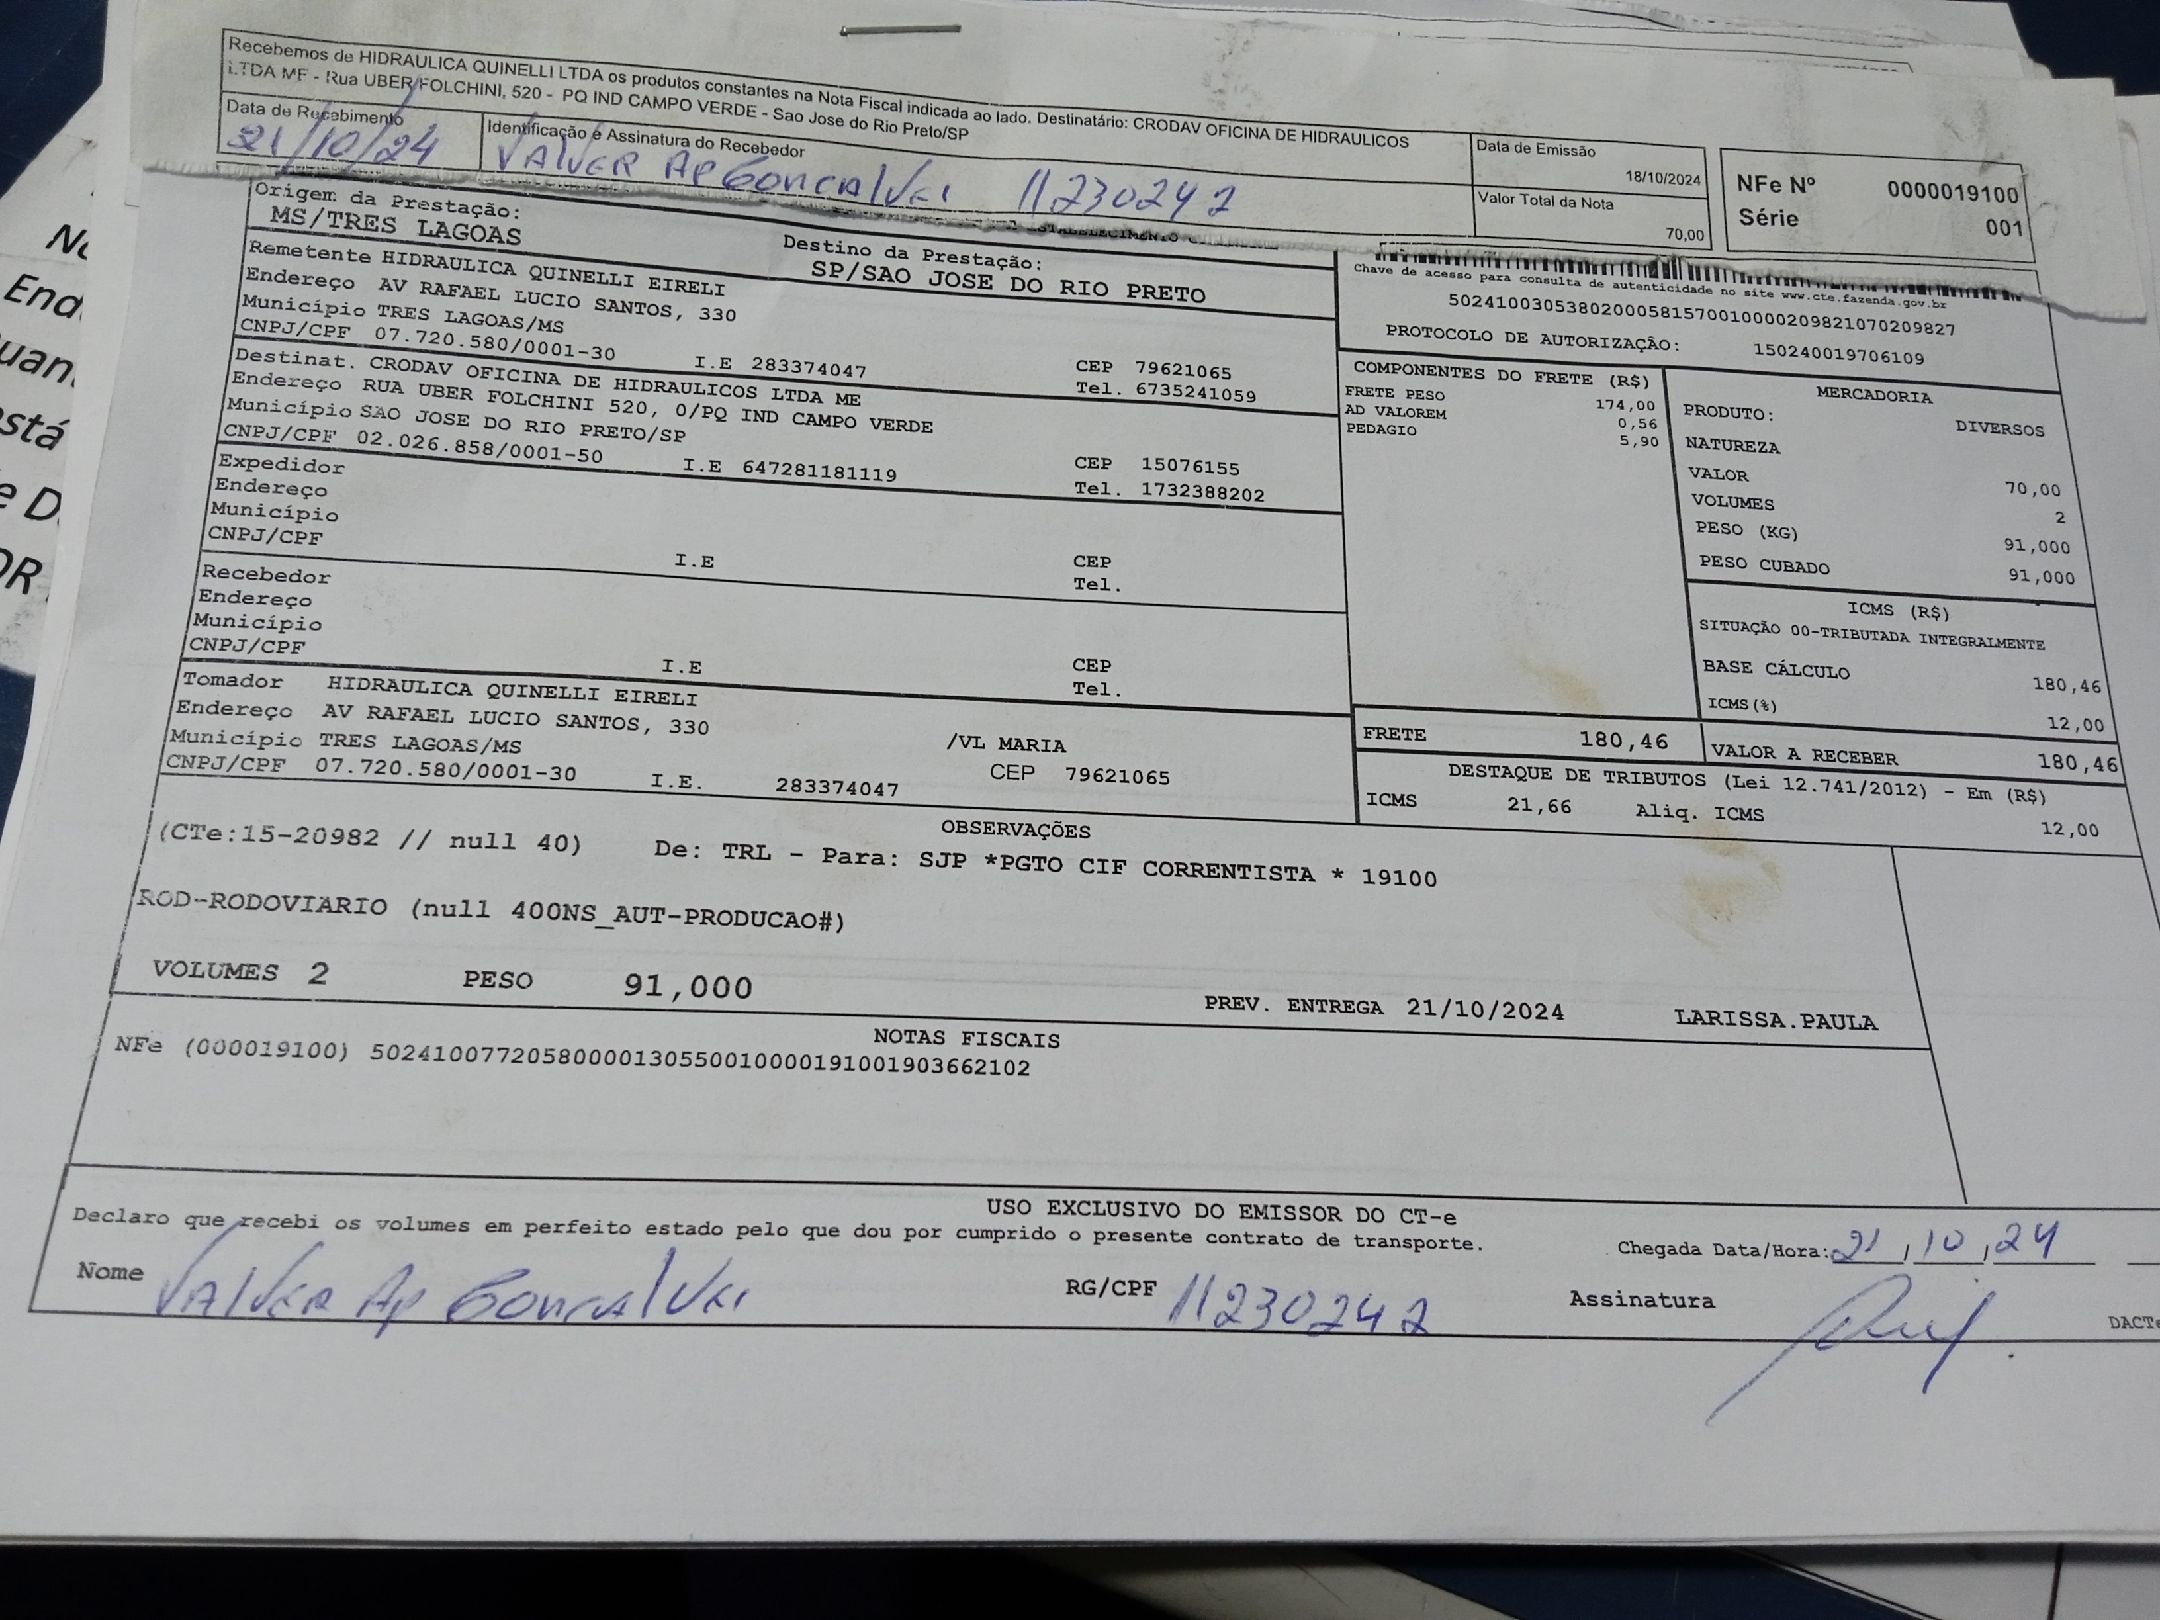 Recebemos de HIDRAULICA QUINELLI LTDA os produtos constantes na Nota Fiscal indicada ao lado. Destinatário: CRODAV OFICINA DE HIDRAULICOS
LTDA ME - Rua UBER FOLCHINI, 520 - PQ IND CAMPO VERDE - Sao Jose do Rio Preto/SP
Data de Recebimento
21/10/24
Identificação e Assinatura do Recebedor
VALVER AP GONCALVES 11230242
Data de Emissão
18/10/2024
Valor Total da Nota
70,00
NFe Nº 0000019100
Série 001
Origem da Prestação:
MS/TRES LAGOAS
Destino da Prestação:
SP/SAO JOSE DO RIO PRETO
Chave de acesso para consulta de autenticidade no site www.cte.fazenda.gov.br
50241003053802000581570010000209821070209827
PROTOCOLO DE AUTORIZAÇÃO: 150240019706109
Remetente HIDRAULICA QUINELLI EIRELI
Endereço AV RAFAEL LUCIO SANTOS, 330
Município TRES LAGOAS/MS
CNPJ/CPF 07.720.580/0001-30 I.E 283374047
CEP 79621065
Tel. 6735241059
Destinat. CRODAV OFICINA DE HIDRAULICOS LTDA ME
Endereço RUA UBER FOLCHINI 520, 0/PQ IND CAMPO VERDE
Município SAO JOSE DO RIO PRETO/SP
CNPJ/CPF 02.026.858/0001-50 I.E 647281181119
CEP 15076155
Tel. 1732388202
Expedidor
Endereço
Município
CNPJ/CPF
I.E
CEP
Tel.
Recebedor
Endereço
Município
CNPJ/CPF
I.E
CEP
Tel.
Tomador HIDRAULICA QUINELLI EIRELI
Endereço AV RAFAEL LUCIO SANTOS, 330 /VL MARIA
Município TRES LAGOAS/MS CEP 79621065
CNPJ/CPF 07.720.580/0001-30 I.E. 283374047
COMPONENTES DO FRETE (R$)
FRETE PESO 174,00
AD VALOREM 0,56
PEDAGIO 5,90
MERCADORIA
PRODUTO: DIVERSOS
NATUREZA
VALOR 70,00
VOLUMES 2
PESO (KG) 91,000
PESO CUBADO 91,000
ICMS (R$)
SITUAÇÃO 00-TRIBUTADA INTEGRALMENTE
BASE CÁLCULO 180,46
ICMS(%) 12,00
FRETE 180,46
VALOR A RECEBER 180,46
DESTAQUE DE TRIBUTOS (Lei 12.741/2012) - Em (R$)
ICMS 21,66 Aliq. ICMS 12,00
OBSERVAÇÕES
(CTe:15-20982 // null 40) De: TRL - Para: SJP *PGTO CIF CORRENTISTA * 19100
ROD-RODOVIARIO (null 400NS_AUT-PRODUCAO#)
VOLUMES 2 PESO 91,000 PREV. ENTREGA 21/10/2024 LARISSA.PAULA
NOTAS FISCAIS
NFe (000019100) 50241007720580000130550010000191001903662102
USO EXCLUSIVO DO EMISSOR DO CT-e
Declaro que recebi os volumes em perfeito estado pelo que dou por cumprido o presente contrato de transporte.
Chegada Data/Hora: 21/10/24
Nome VALVER AP GONCALVES
RG/CPF 11230242
Assinatura